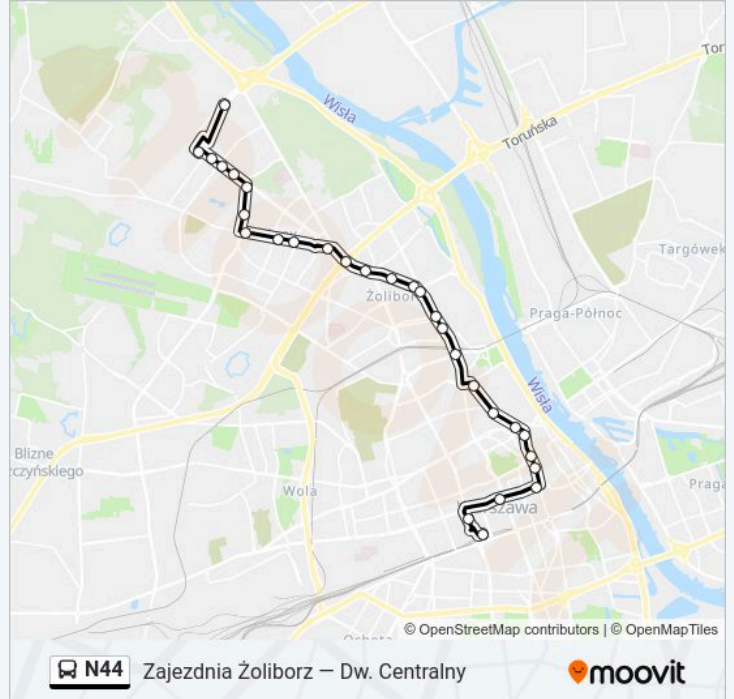 Tor
Wisła
Toruńska
Targówek
Żolibor
Praga-Północ
Wisła
Blizne
czyńskiego
Wola
Praga
szawa
Ochota
© OpenStreetMap contributors | © OpenMapTiles
N44 Zajezdnia Żoliborz — Dw. Centralny
moovit